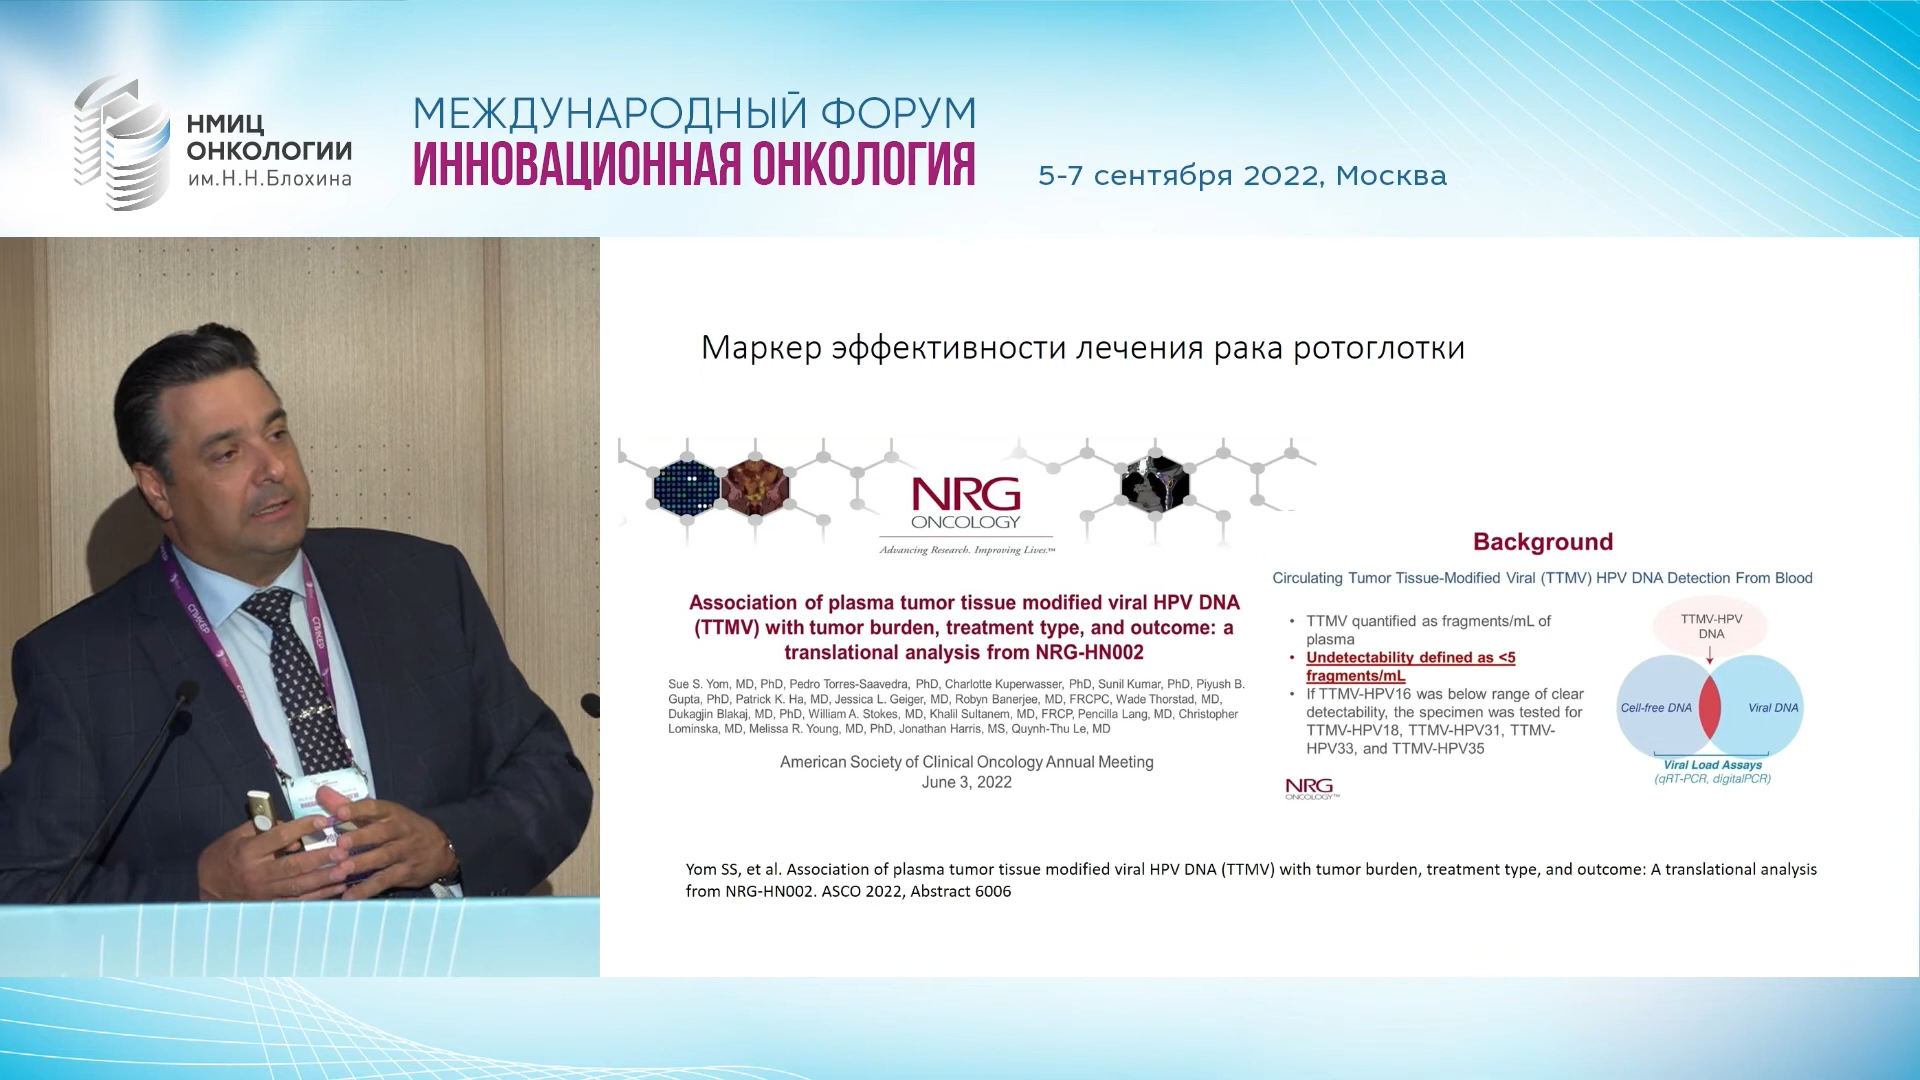 НМИЦ
ОНКОЛОГИИ
им.Н.Н.Блохина
МЕЖДУНАРОДНЫЙ ФОРУМ
ИННОВАЦИОННАЯ ОНКОЛОГИЯ
5-7 сентября 2022, Москва
СПИКЕР
СПИКЕР
Маркер эффективности лечения рака ротоглотки
NRG
ONCOLOGY
Advancing Research. Improving Lives.™
Association of plasma tumor tissue modified viral HPV DNA
(TTMV) with tumor burden, treatment type, and outcome: a
translational analysis from NRG-HN002
Sue S. Yom, MD, PhD, Pedro Torres-Saavedra, PhD, Charlotte Kuperwasser, PhD, Sunil Kumar, PhD, Piyush B.
Gupta, PhD, Patrick K. Ha, MD, Jessica L. Geiger, MD, Robyn Banerjee, MD, FRCPC, Wade Thorstad, MD,
Dukagjin Blakaj, MD, PhD, William A. Stokes, MD, Khalil Sultanem, MD, FRCP, Pencilla Lang, MD, Christopher
Lominska, MD, Melissa R. Young, MD, PhD, Jonathan Harris, MS, Quynh-Thu Le, MD
American Society of Clinical Oncology Annual Meeting
June 3, 2022
Background
Circulating Tumor Tissue-Modified Viral (TTMV) HPV DNA Detection From Blood
• TTMV quantified as fragments/mL of
plasma
• Undetectability defined as <5
fragments/mL
• If TTMV-HPV16 was below range of clear
detectability, the specimen was tested for
TTMV-HPV18, TTMV-HPV31, TTMV-
HPV33, and TTMV-HPV35
TTMV-HPV
DNA
Cell-free DNA
Viral DNA
Viral Load Assays
(qRT-PCR, digitalPCR)
NRG
ONCOLOGY™
Yom SS, et al. Association of plasma tumor tissue modified viral HPV DNA (TTMV) with tumor burden, treatment type, and outcome: A translational analysis
from NRG-HN002. ASCO 2022, Abstract 6006